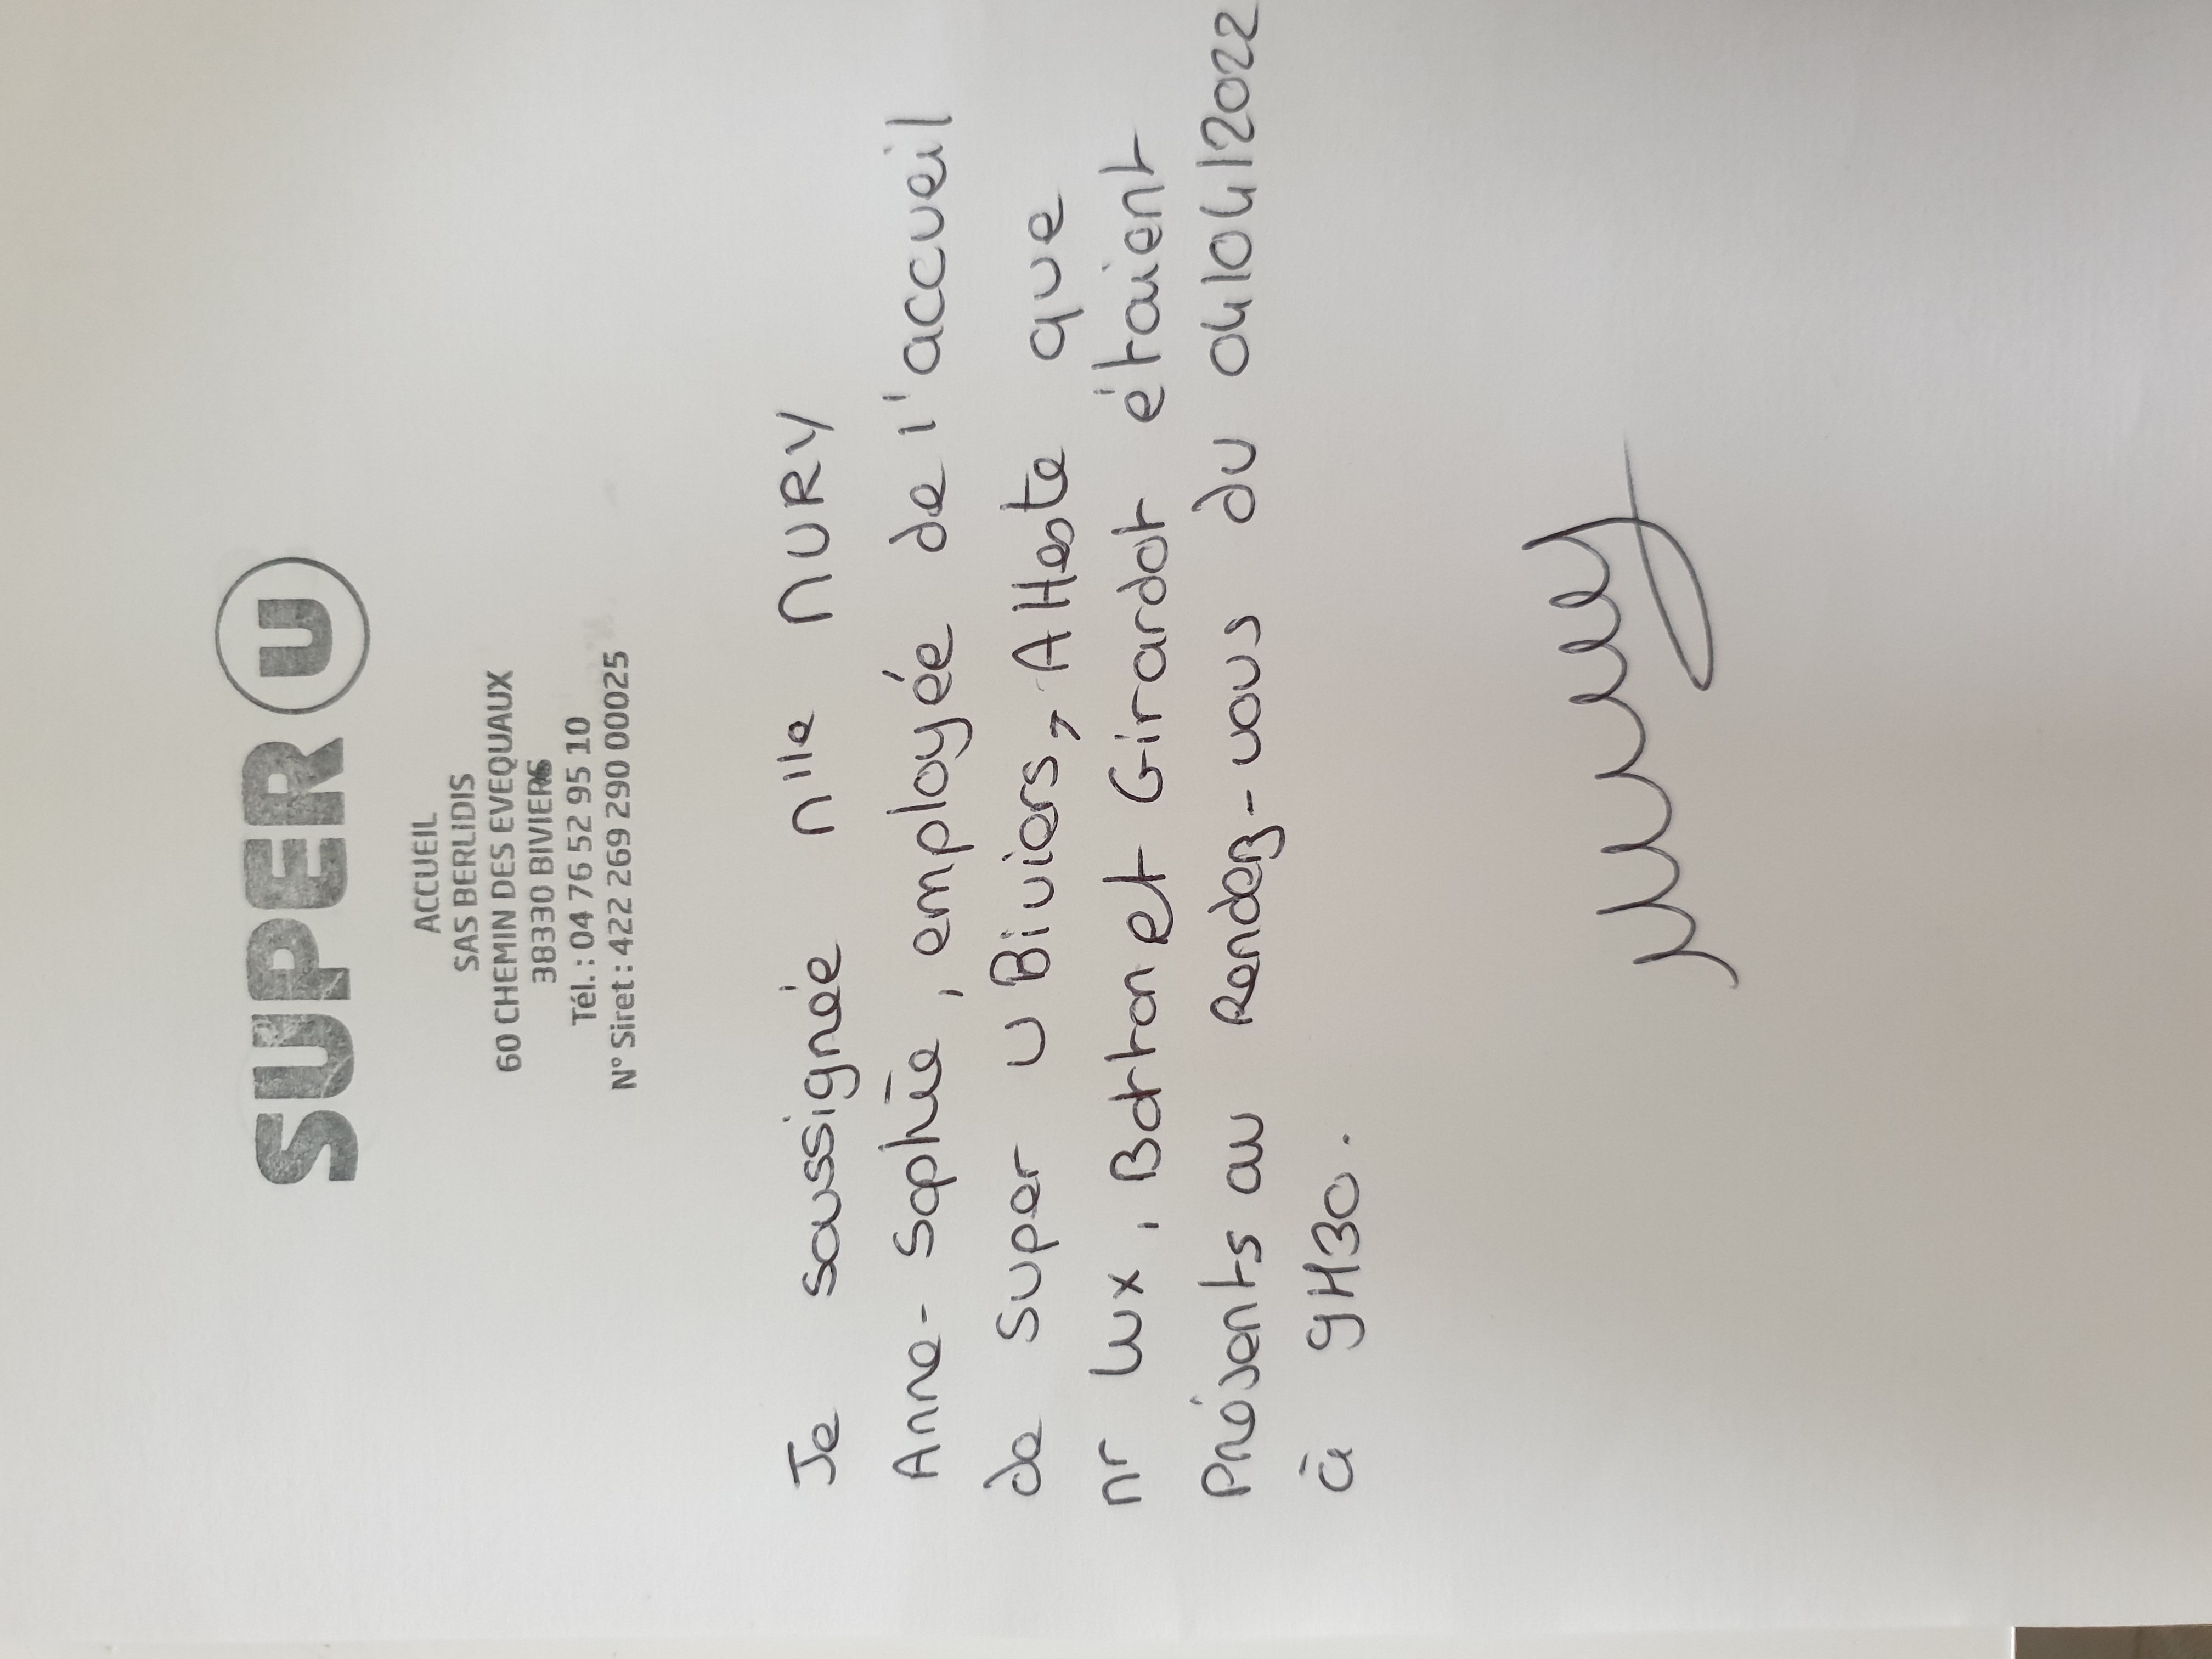 SUPER U
ACCUEIL
SAS BERLIDIS
60 CHEMIN DES EVEQUAUX
38330 BIVIERS
Tél. : 04 76 52 95 10
N° Siret : 422 269 290 00025
Je soussignée Mlle NURY
Anne-Sophie, employée de l'accueil
de Super U Biviers, Atteste que
Mr Lux, Botton et Girardot étaient
Présents au Rendez-vous du 04/04/2022
à 9H30.